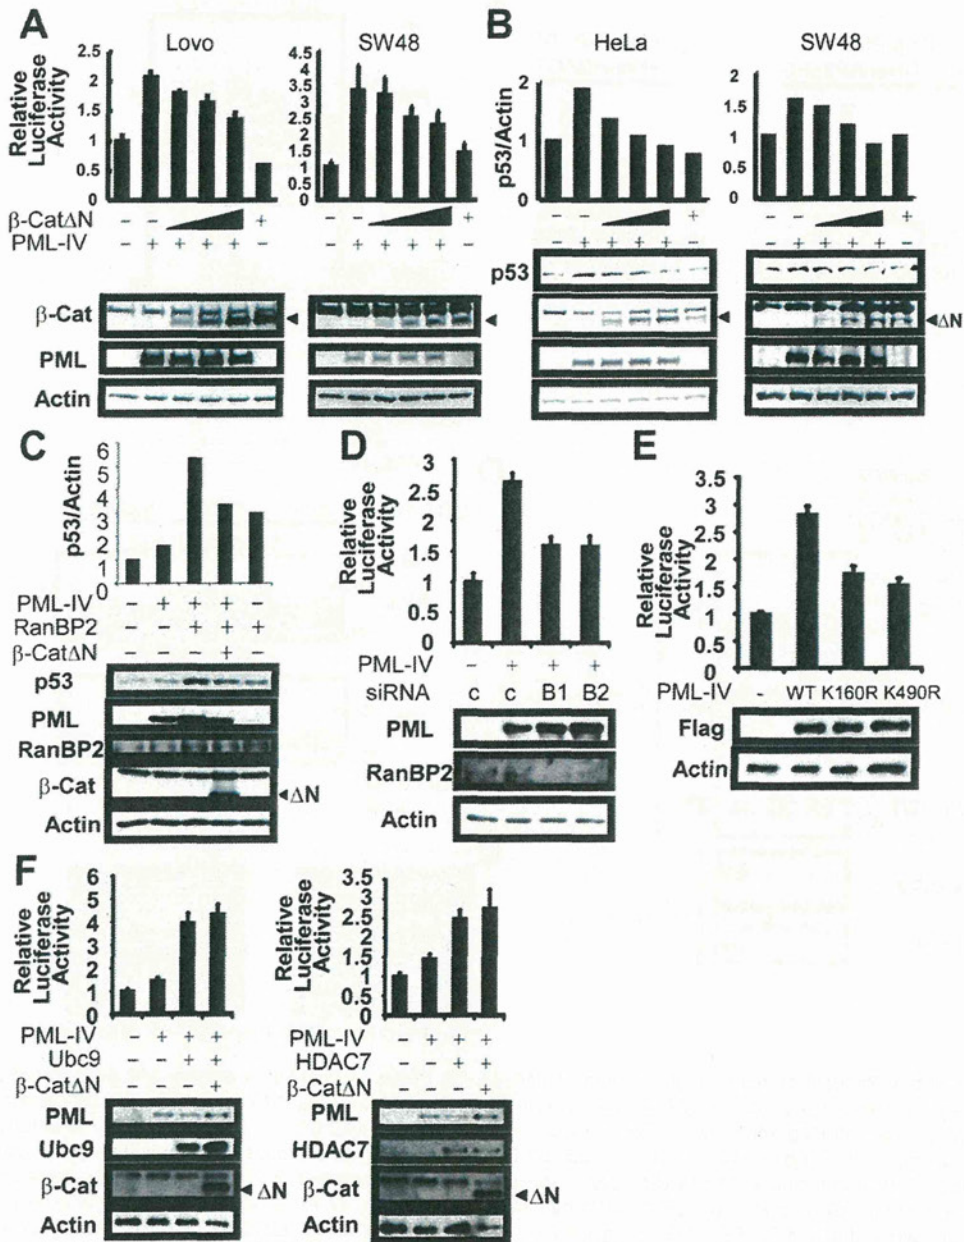 A
Lovo
SW48
Relative Luciferase Activity
2.5
2
1.5
1
0.5
0
4.5
4
3.5
3
2.5
2
1.5
1
0.5
β-CatΔN − − +
− − +
PML-IV − + + + + −
− + + + +
β-Cat
PML
Actin
B
HeLa
SW48
p53/Actin
2
1
0
2
1.5
1
0.5
0
− − +
− − +
− + + + +
− + + + +
p53
ΔN
C
p53/Actin
6
5
4
3
2
1
0
PML-IV − + + + −
RanBP2 − − + + +
β-CatΔN − − − + −
p53
PML
RanBP2
β-Cat
ΔN
Actin
D
Relative Luciferase Activity
3
2.5
2
1.5
1
0.5
0
PML-IV − + + +
siRNA c c B1 B2
PML
RanBP2
Actin
E
Relative Luciferase Activity
3.5
3
2.5
2
1.5
1
0.5
0
PML-IV - WT K160R K490R
Flag
Actin
F
Relative Luciferase Activity
6
5
4
3
2
1
0
PML-IV − + + +
Ubc9 − − + +
β-CatΔN − − − +
PML
Ubc9
β-Cat
ΔN
Actin
Relative Luciferase Activity
3.5
3
2.5
2
1.5
1
0.5
0
PML-IV − + + +
HDAC7 − − + +
β-CatΔN − − − +
PML
HDAC7
β-Cat
ΔN
Actin